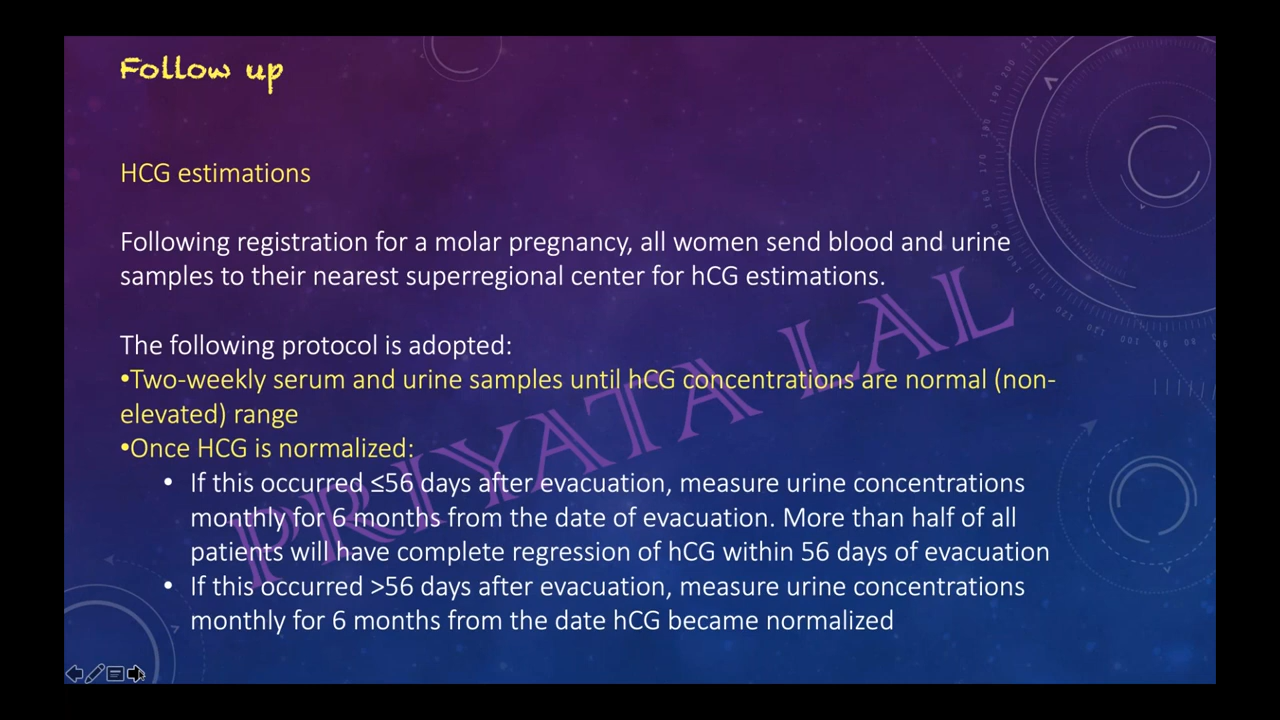 Follow up
HCG estimations
Following registration for a molar pregnancy, all women send blood and urine
samples to their nearest superregional center for hCG estimations.
The following protocol is adopted:
•Two-weekly serum and urine samples until hCG concentrations are normal (non-
elevated) range
•Once HCG is normalized:
• If this occurred ≤56 days after evacuation, measure urine concentrations
monthly for 6 months from the date of evacuation. More than half of all
patients will have complete regression of hCG within 56 days of evacuation
• If this occurred >56 days after evacuation, measure urine concentrations
monthly for 6 months from the date hCG became normalized
PRIYATA LAL